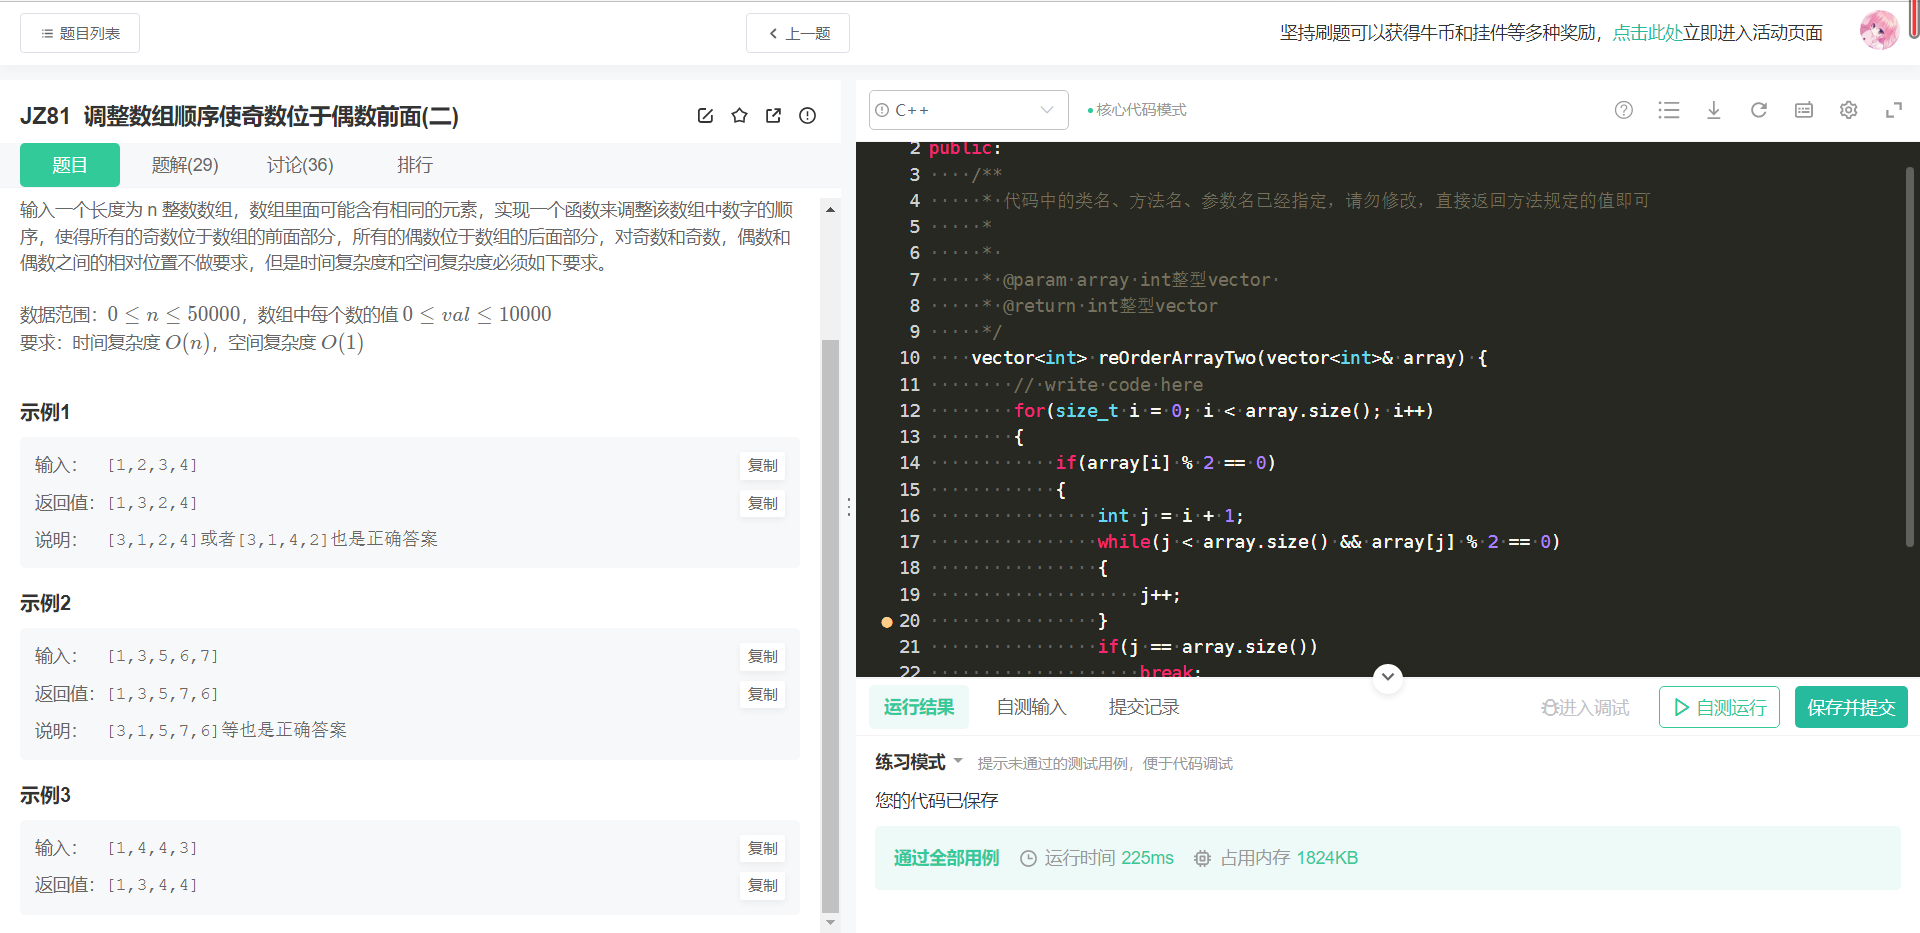 题目列表
上一题
坚持刷题可以获得牛币和挂件等多种奖励，点击此处立即进入活动页面
JZ81 调整数组顺序使奇数位于偶数前面(二)
题目 题解(29) 讨论(36) 排行
输入一个长度为 n 整数数组，数组里面可能含有相同的元素，实现一个函数来调整该数组中数字的顺
序，使得所有的奇数位于数组的前面部分，所有的偶数位于数组的后面部分，对奇数和奇数，偶数和
偶数之间的相对位置不做要求，但是时间复杂度和空间复杂度必须如下要求。
数据范围：0 ≤ n ≤ 50000，数组中每个数的值 0 ≤ val ≤ 10000
要求：时间复杂度 O(n)，空间复杂度 O(1)
示例1
输入： [1,2,3,4] 复制
返回值： [1,3,2,4] 复制
说明： [3,1,2,4]或者[3,1,4,2]也是正确答案
示例2
输入： [1,3,5,6,7] 复制
返回值： [1,3,5,7,6] 复制
说明： [3,1,5,7,6]等也是正确答案
示例3
输入： [1,4,4,3] 复制
返回值： [1,3,4,4] 复制
C++ 核心代码模式
2 public:
3 /**
4 * 代码中的类名、方法名、参数名已经指定，请勿修改，直接返回方法规定的值即可
5 *
6 *
7 * @param array int整型vector
8 * @return int整型vector
9 */
10 vector<int> reOrderArrayTwo(vector<int>& array) {
11 // write code here
12 for(size_t i = 0; i < array.size(); i++)
13 {
14 if(array[i] % 2 == 0)
15 {
16 int j = i + 1;
17 while(j < array.size() && array[j] % 2 == 0)
18 {
19 j++;
20 }
21 if(j == array.size())
22 break;
运行结果 自测输入 提交记录 进入调试 自测运行 保存并提交
练习模式 提示未通过的测试用例，便于代码调试
您的代码已保存
通过全部用例 运行时间 225ms 占用内存 1824KB